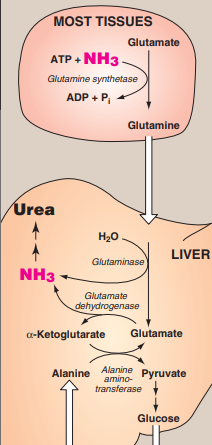 MOST TISSUES
Glutamate
ATP + NH3
Glutamine synthetase
ADP + Pi
Glutamine
Urea
H₂O
LIVER
Glutaminase
NH3
Glutamate
dehydrogenase
α-Ketoglutarate
Glutamate
Alanine
Alanine
amino-
transferase
Pyruvate
Glucose